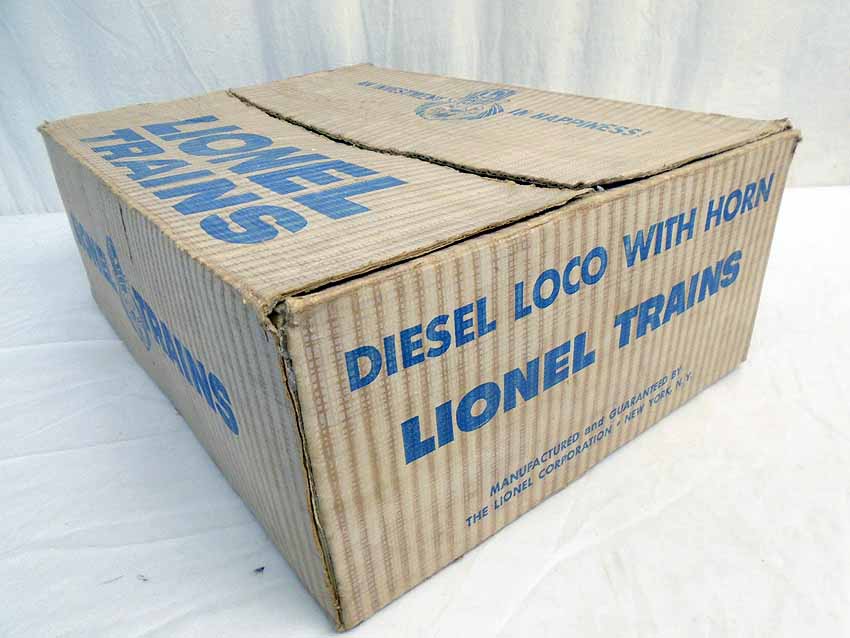 LIONEL
TRAINS
AN INVESTMENT IN HAPPINESS!
LIONEL TRAINS
DIESEL LOCO WITH HORN
LIONEL TRAINS
MANUFACTURED and GUARANTEED BY
THE LIONEL CORPORATION • NEW YORK, N. Y.